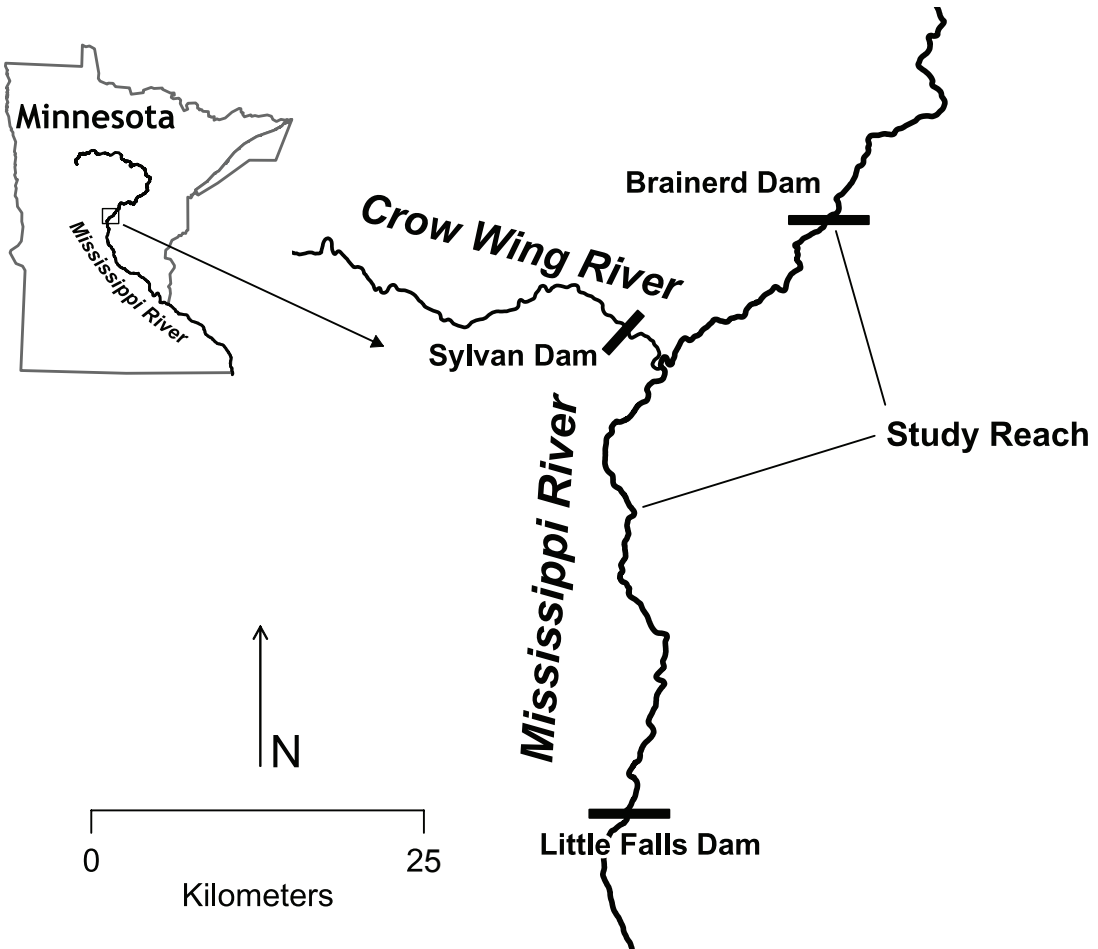 Minnesota
Mississippi River
Brainerd Dam
Crow Wing River
Sylvan Dam
Study Reach
Mississippi River
N
Little Falls Dam
0 25
Kilometers